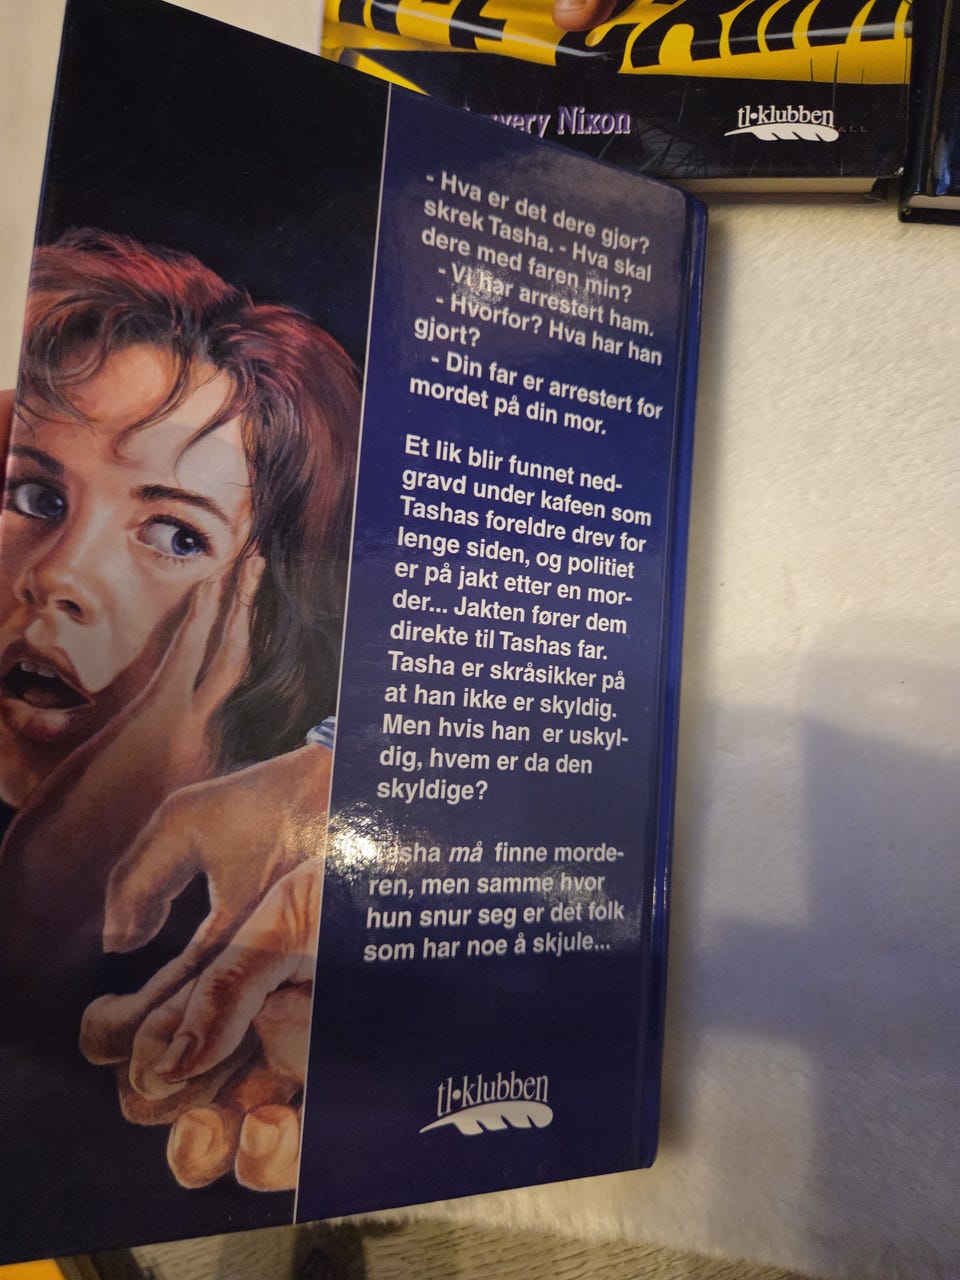 very Nixon
tl•klubben
ALL
- Hva er det dere gjør?
skrek Tasha. - Hva skal
dere med faren min?
- Vi har arrestert ham.
- Hvorfor? Hva har han
gjort?
- Din far er arrestert for
mordet på din mor.
Et lik blir funnet ned-
gravd under kafeen som
Tashas foreldre drev for
lenge siden, og politiet
er på jakt etter en mor-
der... Jakten fører dem
direkte til Tashas far.
Tasha er skråsikker på
at han ikke er skyldig.
Men hvis han er uskyl-
dig, hvem er da den
skyldige?
Tasha må finne morde-
ren, men samme hvor
hun snur seg er det folk
som har noe å skjule...
tl•klubben